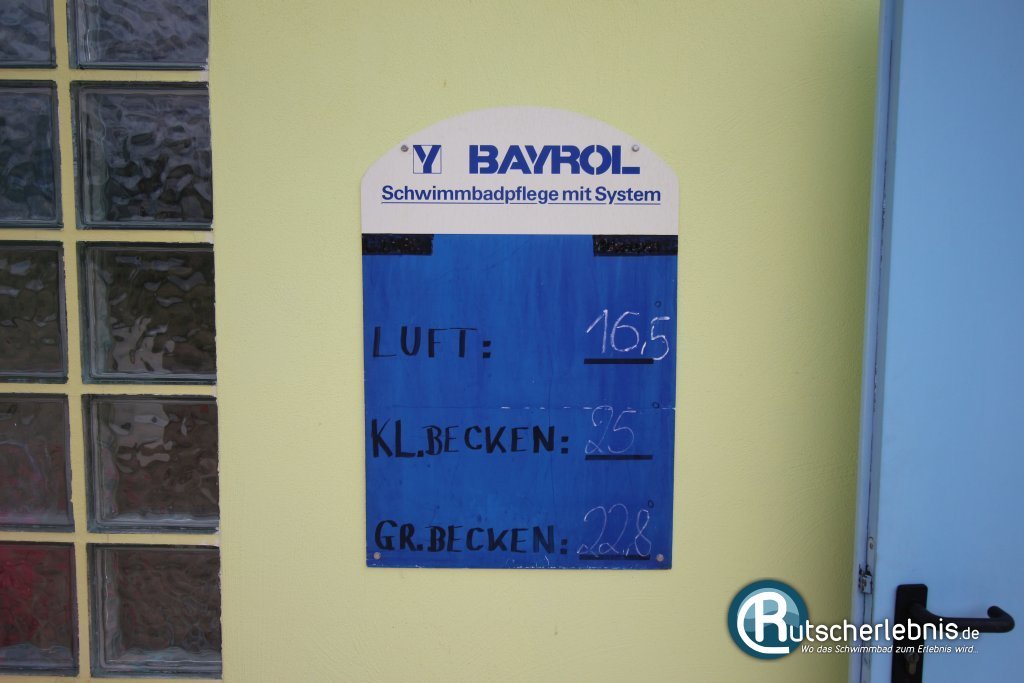 BAYROL
Schwimmbadpflege mit System
LUFT: 16,5°
KL.BECKEN: 25°
GR.BECKEN: 22,8°
Rutscherlebnis.de
Wo das Schwimmbad zum Erlebnis wird...